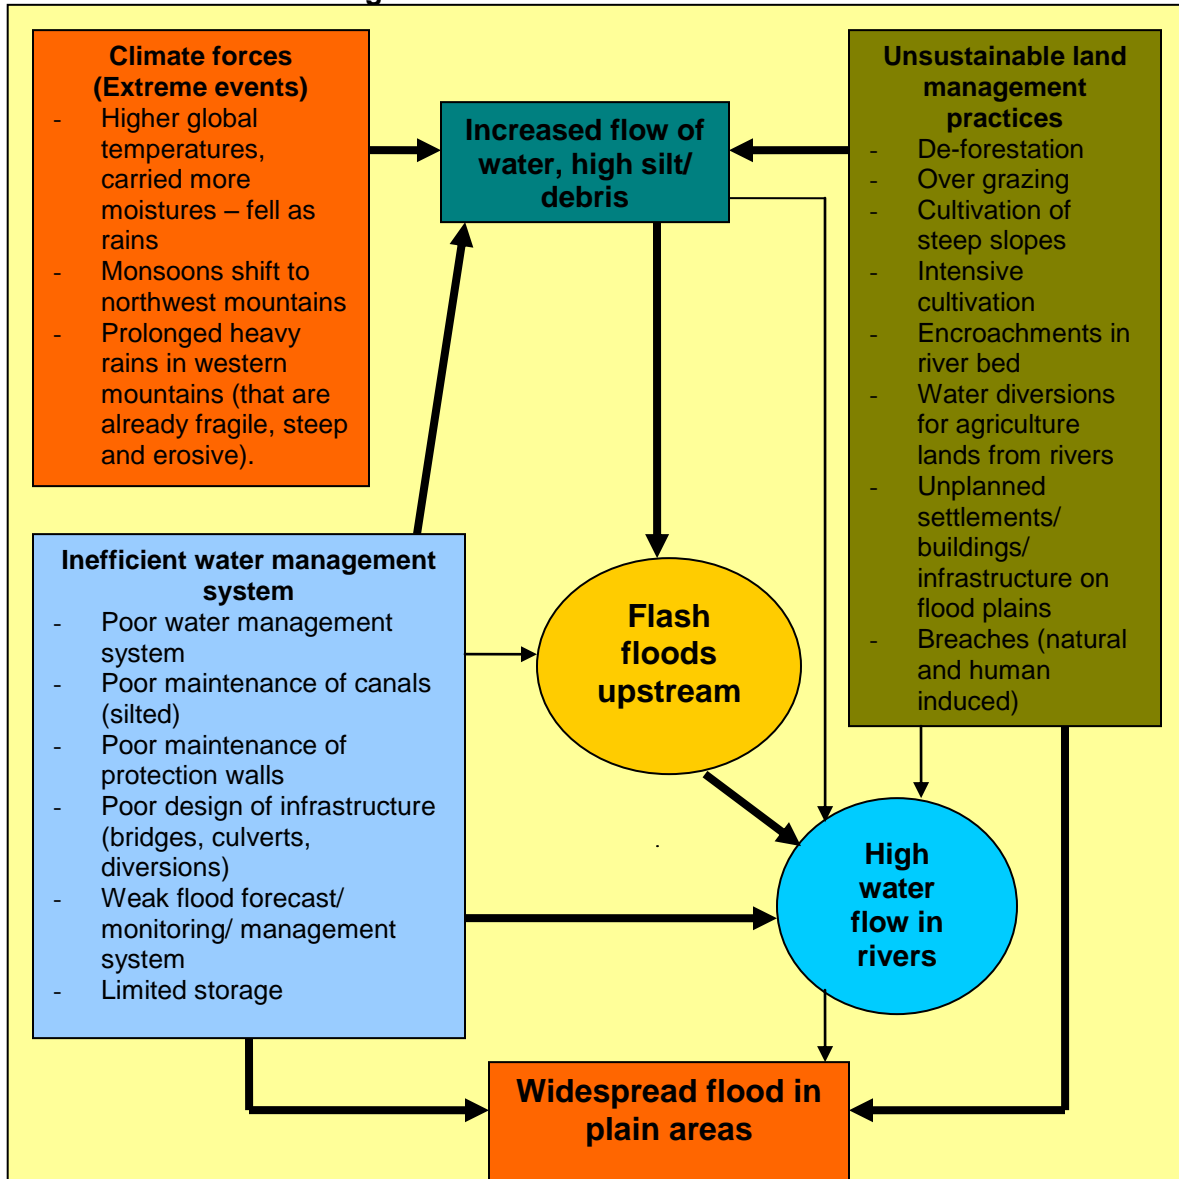 Climate forces
(Extreme events)
- Higher global
temperatures,
carried more
moistures – fell as
rains
- Monsoons shift to
northwest mountains
- Prolonged heavy
rains in western
mountains (that are
already fragile, steep
and erosive).
Increased flow of
water, high silt/
debris
Unsustainable land
management
practices
- De-forestation
- Over grazing
- Cultivation of
steep slopes
- Intensive
cultivation
- Encroachments in
river bed
- Water diversions
for agriculture
lands from rivers
- Unplanned
settlements/
buildings/
infrastructure on
flood plains
- Breaches (natural
and human
induced)
Inefficient water management
system
- Poor water management
system
- Poor maintenance of canals
(silted)
- Poor maintenance of
protection walls
- Poor design of infrastructure
(bridges, culverts,
diversions)
- Weak flood forecast/
monitoring/ management
system
- Limited storage
Flash
floods
upstream
High
water
flow in
rivers
Widespread flood in
plain areas